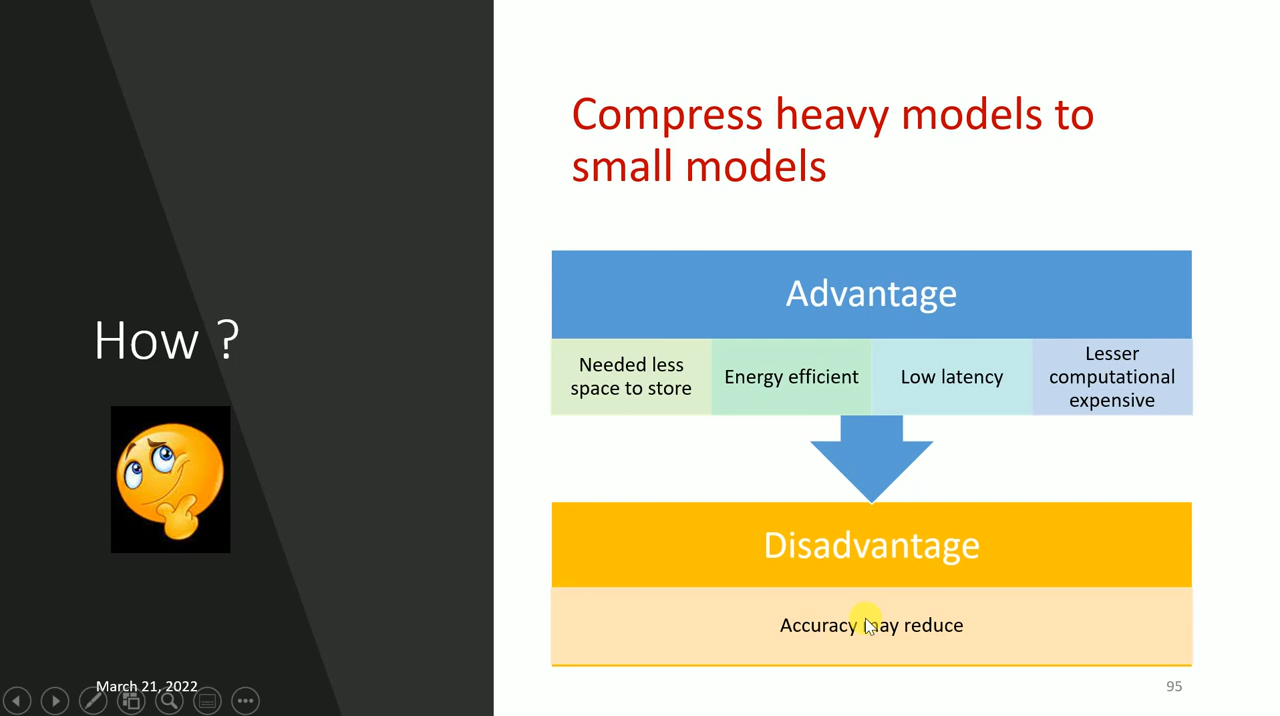 How ?
March 21, 2022
Compress heavy models to
small models
Advantage
Needed less
space to store
Energy efficient
Low latency
Lesser
computational
expensive
Disadvantage
Accuracy may reduce
95